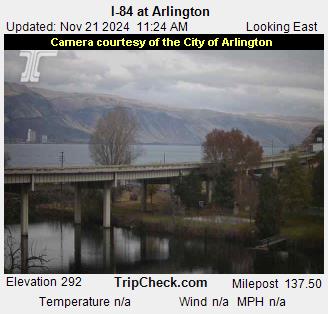 I-84 at Arlington
Updated: Nov 21 2024 11:24 AM Looking East
Camera courtesy of the City of Arlington
Elevation 292 TripCheck.com Milepost 137.50
Temperature n/a Wind n/a MPH n/a